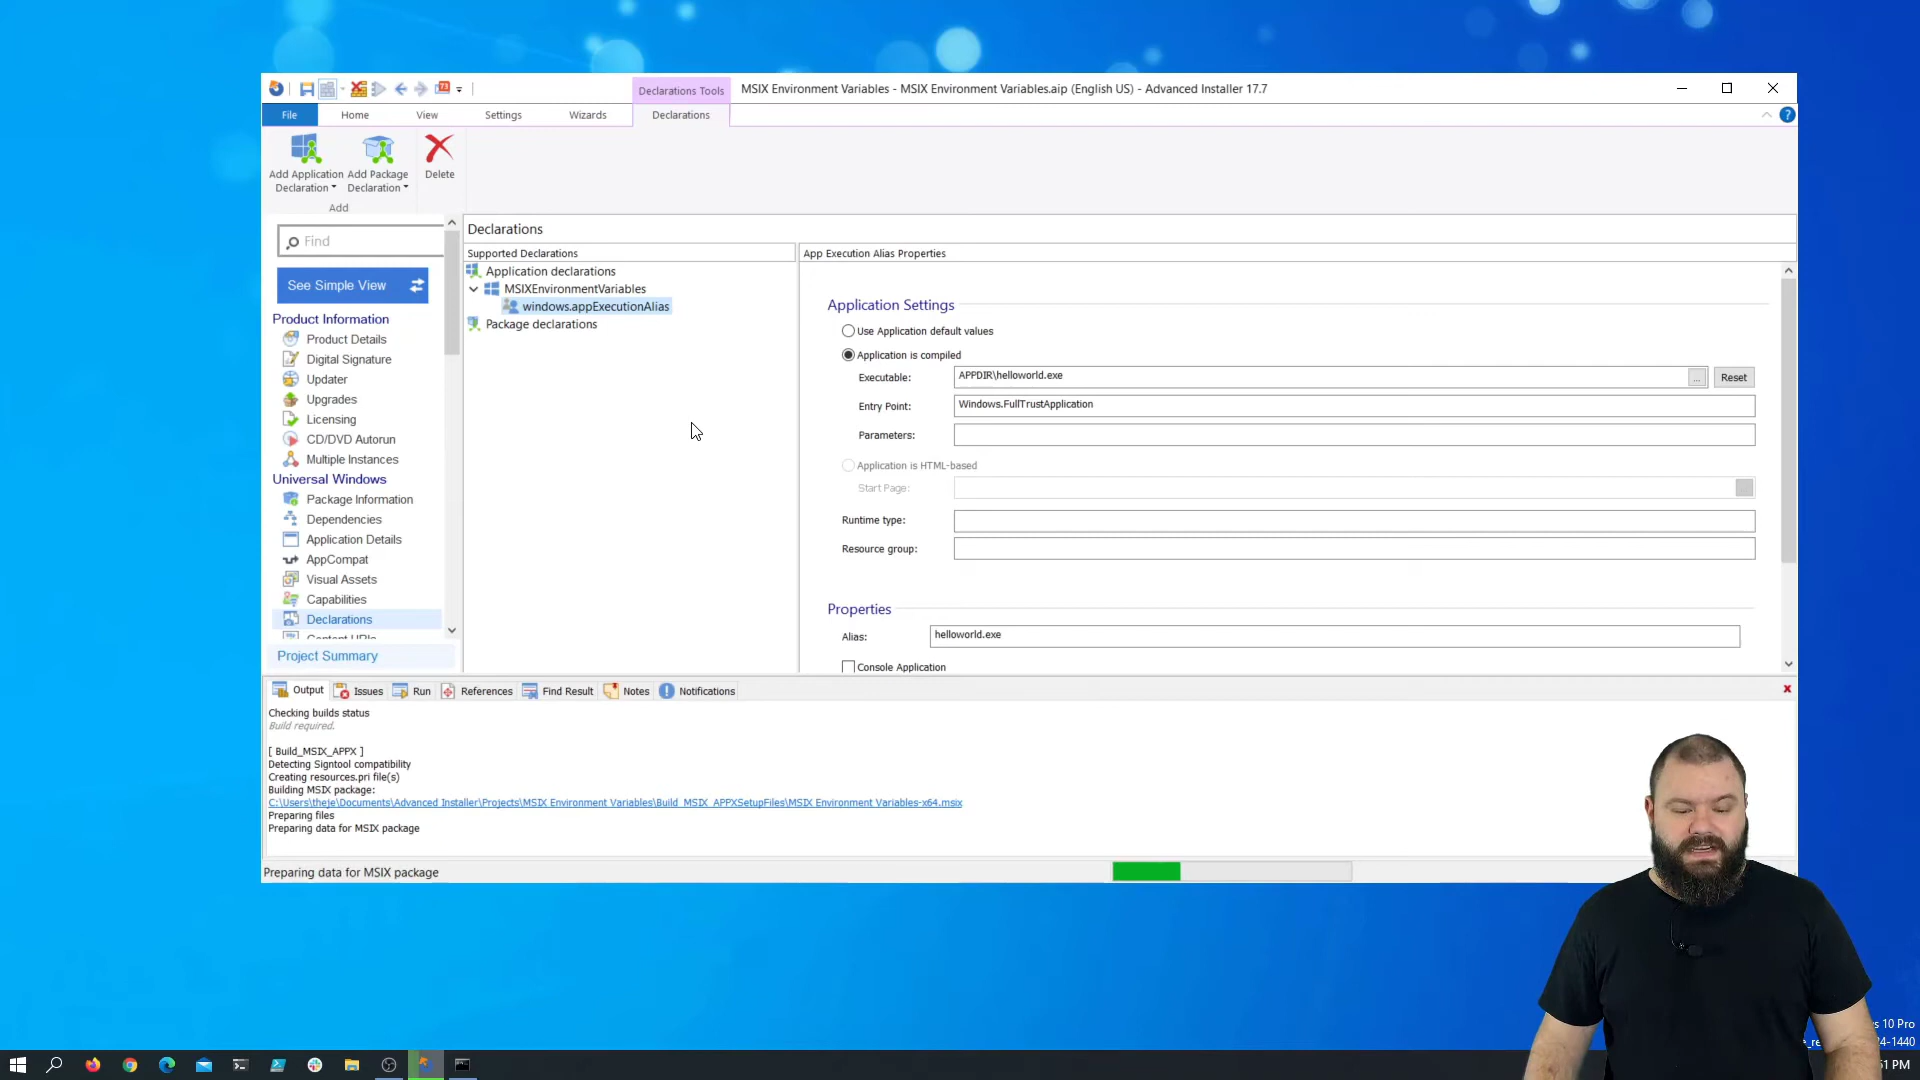 Declarations Tools
MSIX Environment Variables - MSIX Environment Variables.aip (English US) - Advanced Installer 17.7
File
Home
View
Settings
Wizards
Declarations
Add Application
Declaration
Add Package
Declaration
Delete
Add
Find
See Simple View
Product Information
Product Details
Digital Signature
Updater
Upgrades
Licensing
CD/DVD Autorun
Multiple Instances
Universal Windows
Package Information
Dependencies
Application Details
AppCompat
Visual Assets
Capabilities
Declarations
Content URIs
Project Summary
Declarations
Supported Declarations
Application declarations
MSIXEnvironmentVariables
windows.appExecutionAlias
Package declarations
App Execution Alias Properties
Application Settings
Use Application default values
Application is compiled
Executable:
APPDIR\helloworld.exe
...
Reset
Entry Point:
Windows.FullTrustApplication
Parameters:
Application is HTML-based
Start Page:
Runtime type:
Resource group:
Properties
Alias:
helloworld.exe
Console Application
Output
Issues
Run
References
Find Result
Notes
Notifications
Checking builds status
Build required.
[ Build_MSIX_APPX ]
Detecting Signtool compatibility
Creating resources.pri file(s)
Building MSIX package:
C:\Users\theje\Documents\Advanced Installer\Projects\MSIX Environment Variables\Build_MSIX_APPXSetupFiles\MSIX Environment Variables-x64.msix
Preparing files
Preparing data for MSIX package
Preparing data for MSIX package
10 Pro
4-1440
PM